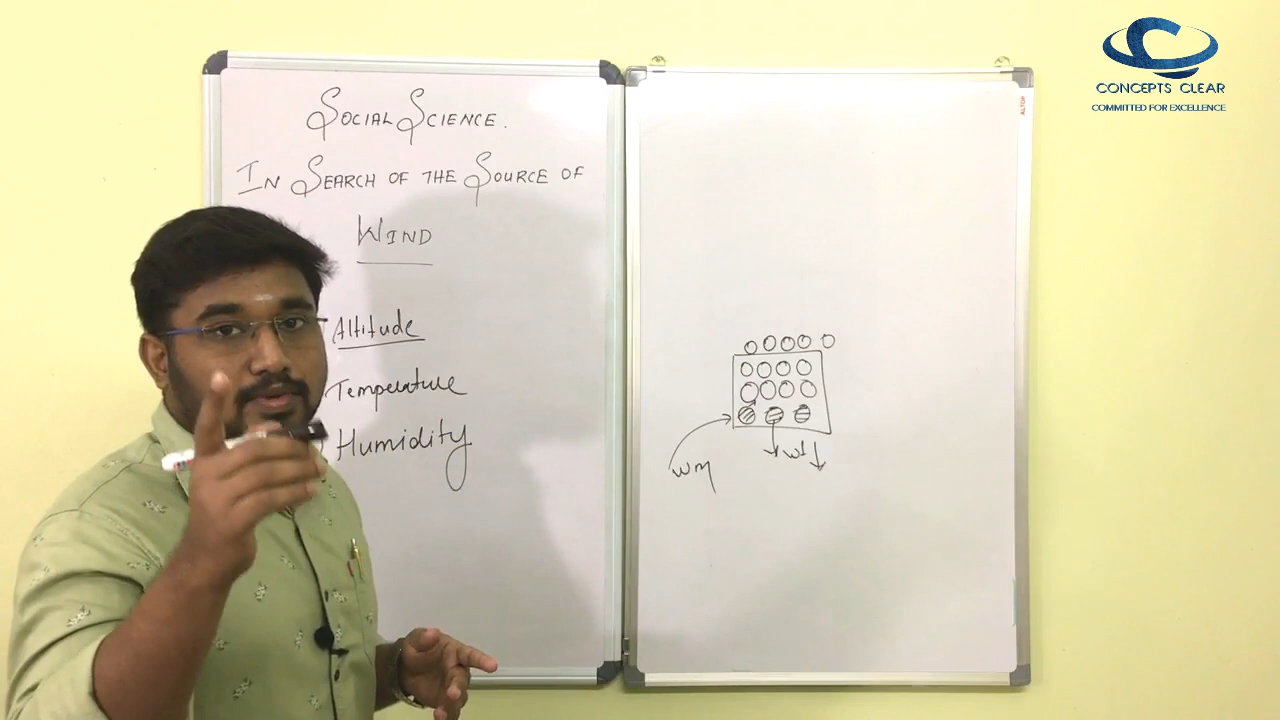 SOCIAL SCIENCE.
IN SEARCH OF THE SOURCE OF
WIND
Altitude
Temperature
Humidity
CONCEPTS CLEAR
COMMITTED FOR EXCELLENCE